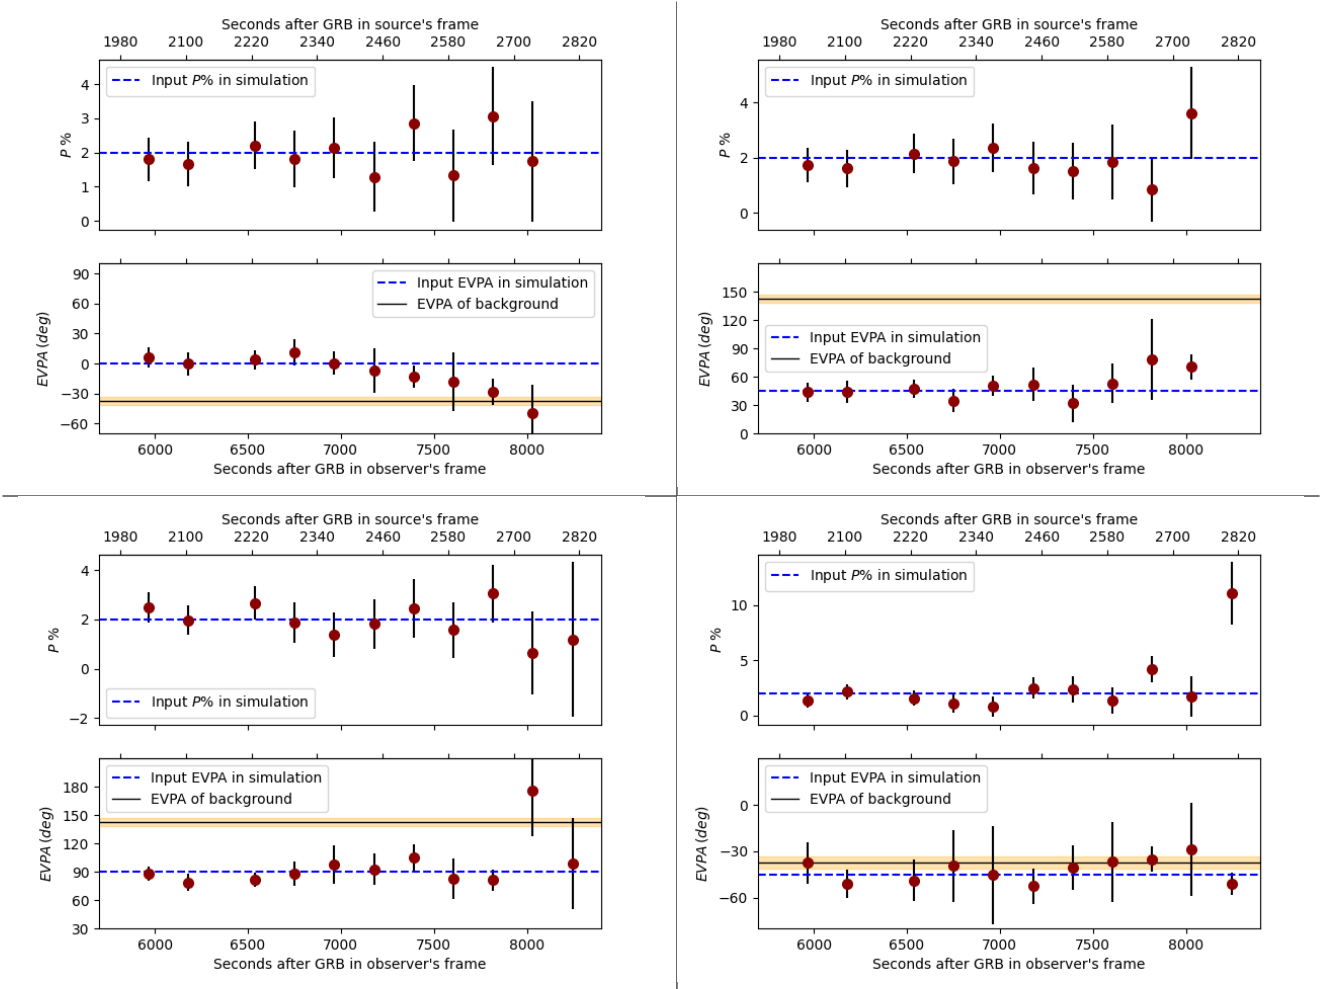 Seconds after GRB in source's frame
1980 2100 2220 2340 2460 2580 2700 2820
4
3
2
1
0
P %
Input P% in simulation
90
60
30
0
−30
−60
EVPA (deg)
Input EVPA in simulation
EVPA of background
6000 6500 7000 7500 8000
Seconds after GRB in observer's frame
Seconds after GRB in source's frame
1980 2100 2220 2340 2460 2580 2700 2820
4
2
0
P %
Input P% in simulation
150
120
90
60
30
0
EVPA (deg)
Input EVPA in simulation
EVPA of background
6000 6500 7000 7500 8000
Seconds after GRB in observer's frame
Seconds after GRB in source's frame
1980 2100 2220 2340 2460 2580 2700 2820
4
2
0
−2
P %
Input P% in simulation
180
150
120
90
60
30
EVPA (deg)
Input EVPA in simulation
EVPA of background
6000 6500 7000 7500 8000
Seconds after GRB in observer's frame
Seconds after GRB in source's frame
1980 2100 2220 2340 2460 2580 2700 2820
10
5
0
P %
Input P% in simulation
0
−30
−60
EVPA (deg)
Input EVPA in simulation
EVPA of background
6000 6500 7000 7500 8000
Seconds after GRB in observer's frame